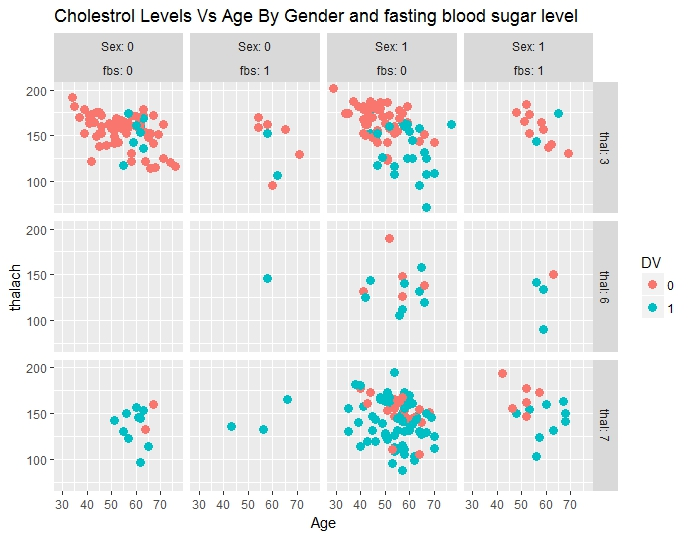 Cholestrol Levels Vs Age By Gender and fasting blood sugar level
Sex: 0
Sex: 0
Sex: 1
Sex: 1
fbs: 0
fbs: 1
fbs: 0
fbs: 1
200
150
100
thal: 3
200
150
100
thal: 6
200
150
100
thal: 7
thalach
30 40 50 60 70
30 40 50 60 70
30 40 50 60 70
30 40 50 60 70
Age
DV
0
1